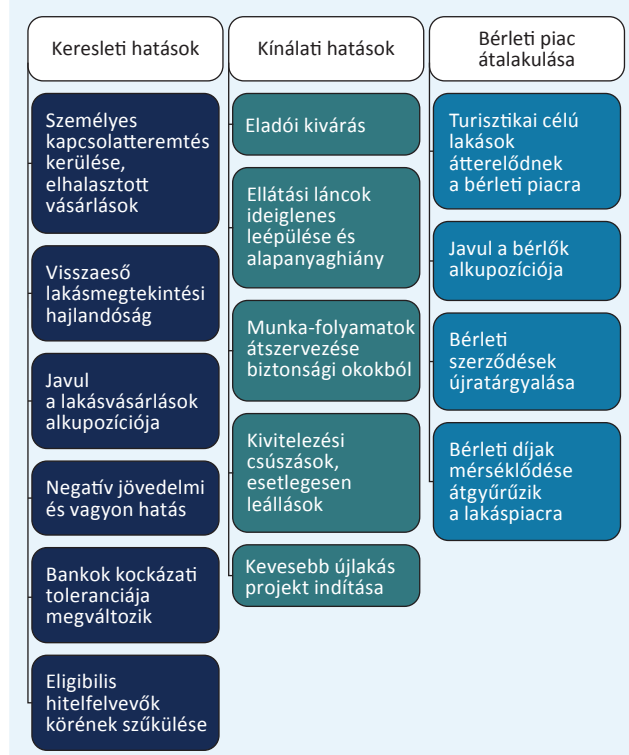 Keresleti hatások
Személyes
kapcsolatteremtés
kerülése,
elhalasztott
vásárlások
Visszaeső
lakásmegtekintési
hajlandóság
Javul
a lakásvásárlások
alkupozíciója
Negatív jövedelmi
és vagyon hatás
Bankok kockázati
toleranciája
megváltozik
Eligibilis
hitelfelvevők
körének szűkülése
Kínálati hatások
Eladói kivárás
Ellátási láncok
ideiglenes
leépülése és
alapanyaghiány
Munka-folyamatok
átszervezése
biztonsági okokból
Kivitelezési
csúszások,
esetlegesen
leállások
Kevesebb újlakás
projekt indítása
Bérleti piac
átalakulása
Turisztikai célú
lakások
átterelődnek
a bérleti piacra
Javul a bérlők
alkupozíciója
Bérleti
szerződések
újratárgyalása
Bérleti díjak
mérséklődése
átgyűrűzik
a lakáspiacra